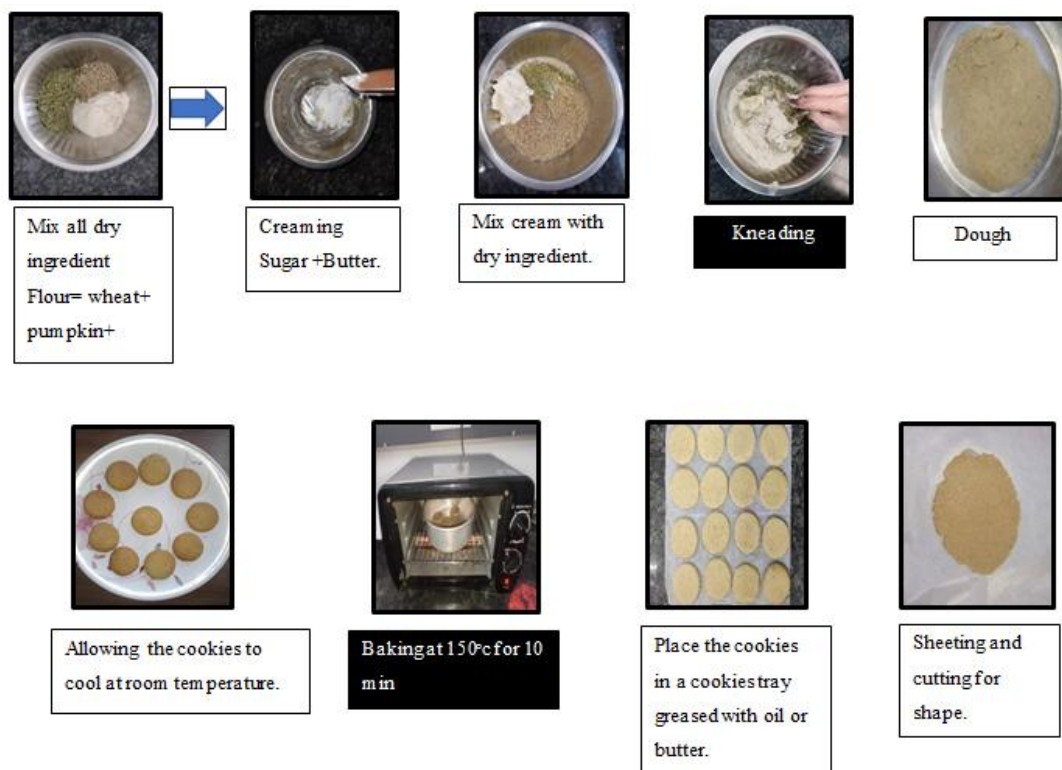 Mix all dry
ingredient
Flour= wheat+
pumpkin+
Creaming
Sugar +Butter.
Mix cream with
dry ingredient.
Kneading
Dough
Allowing the cookies to
cool at room temperature.
Baking at 150°c for 10
min
Place the cookies
in a cookies tray
greased with oil or
butter.
Sheeting and
cutting for
shape.